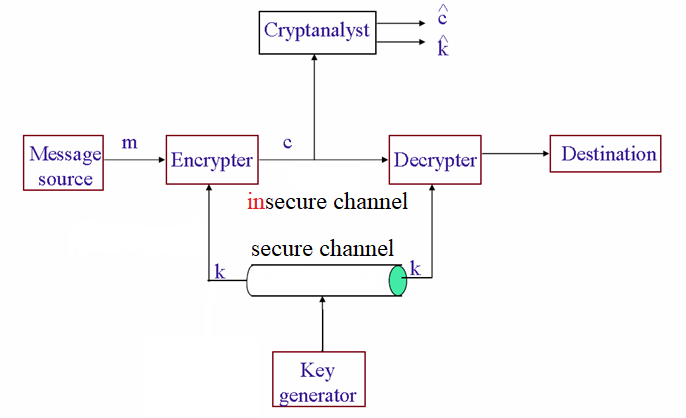 Cryptanalyst
ĉ
k̂
Message
source
m
Encrypter
c
Decrypter
Destination
insecure channel
secure channel
k
k
Key
generator